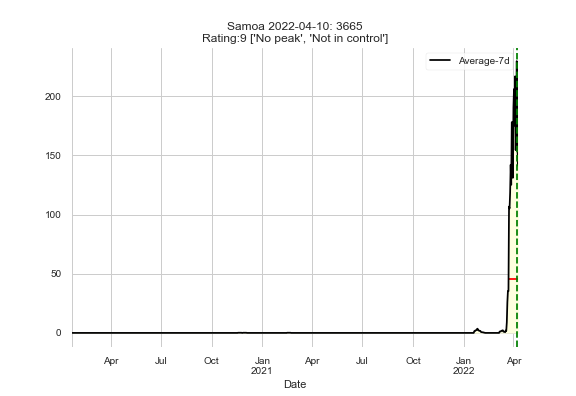 Samoa 2022-04-10: 3665
Rating:9 ['No peak', 'Not in control']
Average-7d
200
150
100
50
0
Apr Jul Oct Jan Apr Jul Oct Jan Apr
2021 2022
Date